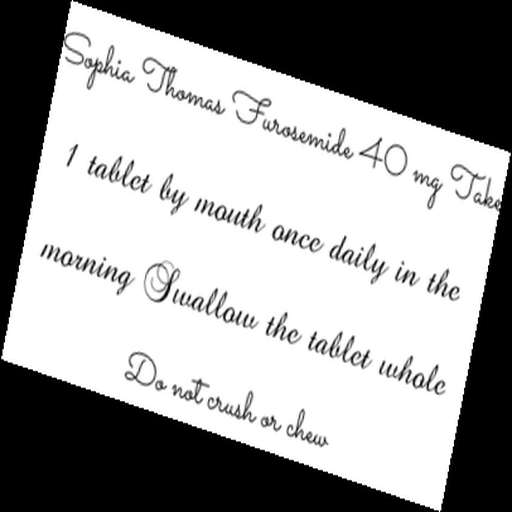 Sophia Thomas Furosemide 40 mg Take
1 tablet by mouth once daily in the
morning Swallow the tablet whole
Do not crush or chew